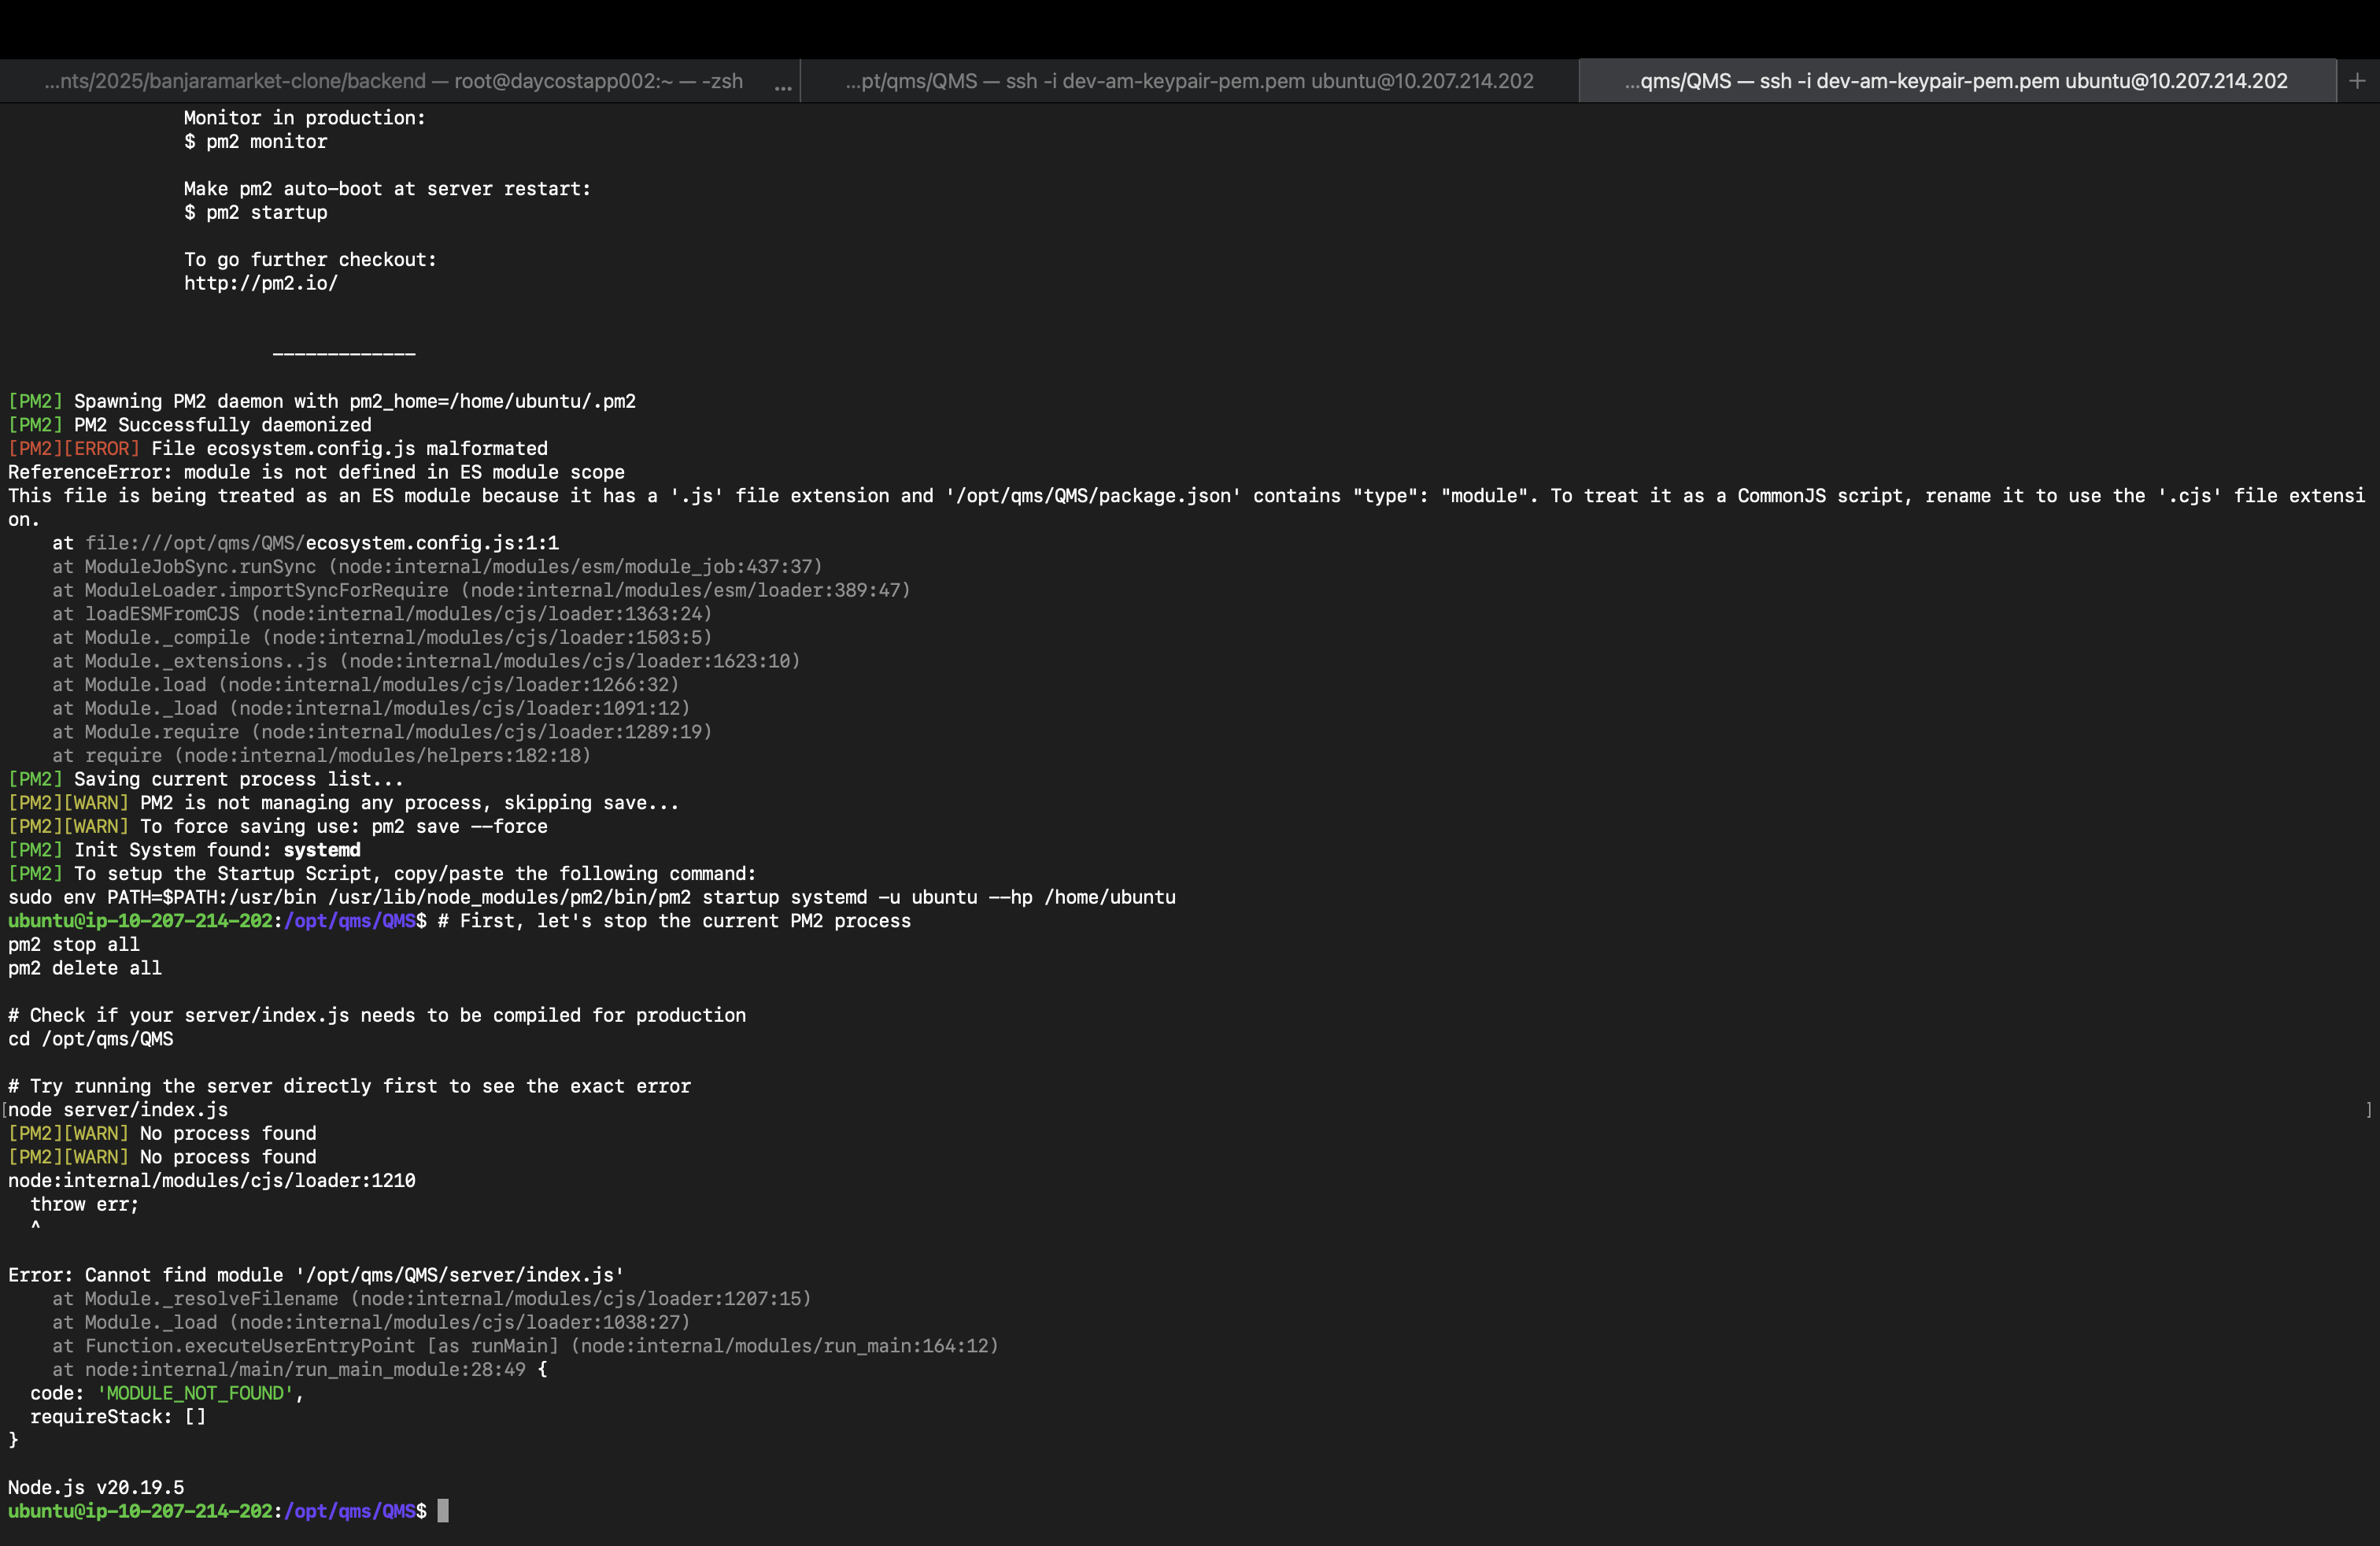 ...nts/2025/banjaramarket-clone/backend — root@daycostapp002:~ — -zsh ...
...pt/qms/QMS — ssh -i dev-am-keypair-pem.pem ubuntu@10.207.214.202
...qms/QMS — ssh -i dev-am-keypair-pem.pem ubuntu@10.207.214.202 +
Monitor in production:
$ pm2 monitor
Make pm2 auto-boot at server restart:
$ pm2 startup
To go further checkout:
http://pm2.io/
-------------
[PM2] Spawning PM2 daemon with pm2_home=/home/ubuntu/.pm2
[PM2] PM2 Successfully daemonized
[PM2][ERROR] File ecosystem.config.js malformated
ReferenceError: module is not defined in ES module scope
This file is being treated as an ES module because it has a '.js' file extension and '/opt/qms/QMS/package.json' contains "type": "module". To treat it as a CommonJS script, rename it to use the '.cjs' file extensi
on.
at file:///opt/qms/QMS/ecosystem.config.js:1:1
at ModuleJobSync.runSync (node:internal/modules/esm/module_job:437:37)
at ModuleLoader.importSyncForRequire (node:internal/modules/esm/loader:389:47)
at loadESMFromCJS (node:internal/modules/cjs/loader:1363:24)
at Module._compile (node:internal/modules/cjs/loader:1503:5)
at Module._extensions..js (node:internal/modules/cjs/loader:1623:10)
at Module.load (node:internal/modules/cjs/loader:1266:32)
at Module._load (node:internal/modules/cjs/loader:1091:12)
at Module.require (node:internal/modules/cjs/loader:1289:19)
at require (node:internal/modules/helpers:182:18)
[PM2] Saving current process list...
[PM2][WARN] PM2 is not managing any process, skipping save...
[PM2][WARN] To force saving use: pm2 save --force
[PM2] Init System found: systemd
[PM2] To setup the Startup Script, copy/paste the following command:
sudo env PATH=$PATH:/usr/bin /usr/lib/node_modules/pm2/bin/pm2 startup systemd -u ubuntu --hp /home/ubuntu
ubuntu@ip-10-207-214-202:/opt/qms/QMS$ # First, let's stop the current PM2 process
pm2 stop all
pm2 delete all
# Check if your server/index.js needs to be compiled for production
cd /opt/qms/QMS
# Try running the server directly first to see the exact error
[node server/index.js ]
[PM2][WARN] No process found
[PM2][WARN] No process found
node:internal/modules/cjs/loader:1210
throw err;
^
Error: Cannot find module '/opt/qms/QMS/server/index.js'
at Module._resolveFilename (node:internal/modules/cjs/loader:1207:15)
at Module._load (node:internal/modules/cjs/loader:1038:27)
at Function.executeUserEntryPoint [as runMain] (node:internal/modules/run_main:164:12)
at node:internal/main/run_main_module:28:49 {
code: 'MODULE_NOT_FOUND',
requireStack: []
}
Node.js v20.19.5
ubuntu@ip-10-207-214-202:/opt/qms/QMS$